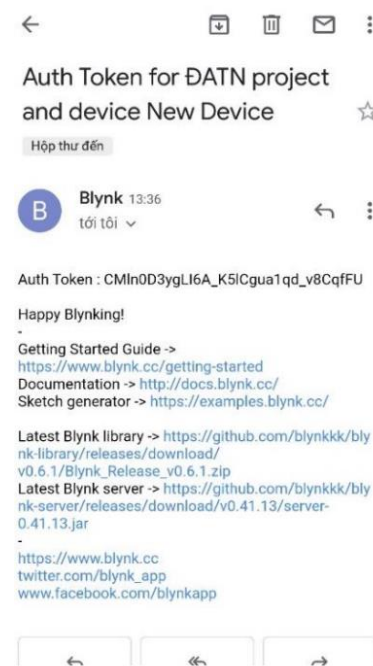 Auth Token for ĐATN project
and device New Device
Hộp thư đến
B
Blynk 13:36
tới tôi
Auth Token : CMln0D3ygLI6A_K5lCgua1qd_v8CqfFU
Happy Blynking!
-
Getting Started Guide ->
https://www.blynk.cc/getting-started
Documentation -> http://docs.blynk.cc/
Sketch generator -> https://examples.blynk.cc/
Latest Blynk library -> https://github.com/blynkkk/bly
nk-library/releases/download/
v0.6.1/Blynk_Release_v0.6.1.zip
Latest Blynk server -> https://github.com/blynkkk/bly
nk-server/releases/download/v0.41.13/server-
0.41.13.jar
-
https://www.blynk.cc
twitter.com/blynk_app
www.facebook.com/blynkapp